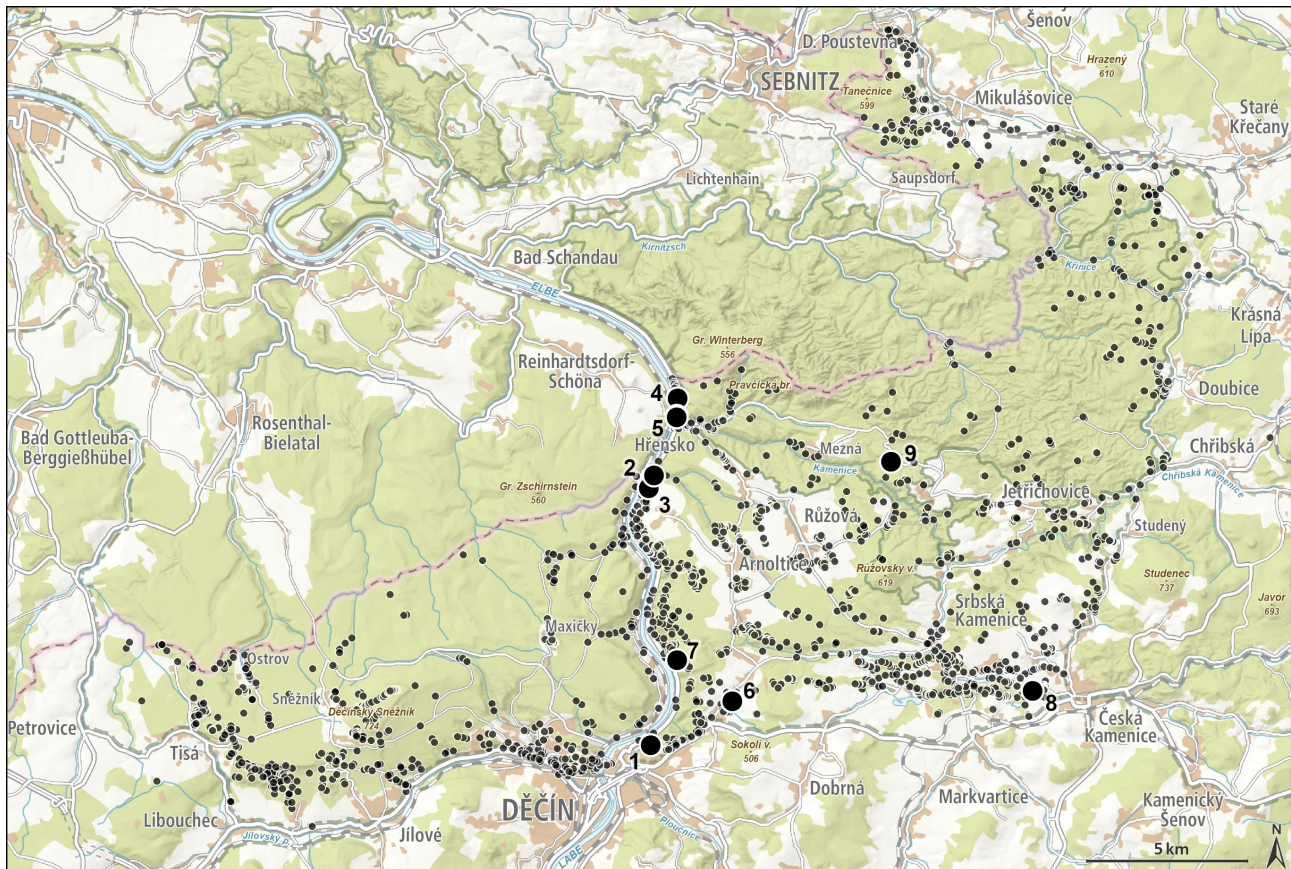 Šenov
D. Poustevna
Hrazený
610
SEBNITZ
Tanečnice
599
Mikulášovice
Staré
Křečany
Lichtenhain
Saupsdorf
Kirnitzsch
Bad Schandau
Křinice
ELBE
Krásná
Lípa
Gr. Winterberg
556
Reinhardtsdorf-
Schöna
Pravčická br.
Doubice
4
5
Rosenthal-
Bielatal
Bad Gottleuba-
Berggießhübel
Hřensko
Mezná
9
Chřibská
Kamenice
2
Gr. Zschirnstein
560
3
Jetřichovice
Chřibská Kamenice
Růžová
Studený
Arnoltice
Růžovský v.
619
Studenec
737
Javor
693
Srbská
Kamenice
Maxičky
Ostrov
7
Sněžník
6
8
Děčínský Sněžník
724
Petrovice
Tisá
1
Sokolí v.
506
Česká
Kamenice
Dobrná
Markvartice
Libouchec
DĚČÍN
Kamenický
Šenov
Jílové
Jílovský p.
Ploučnice
LABE
N
5 km